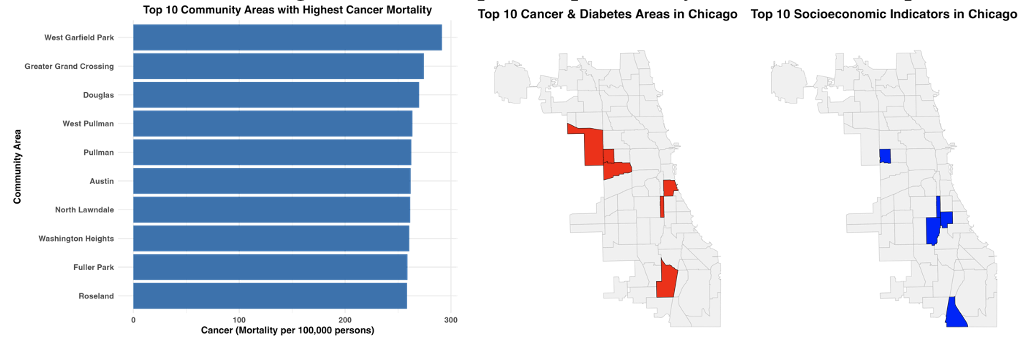 Top 10 Community Areas with Highest Cancer Mortality
West Garfield Park
Greater Grand Crossing
Douglas
West Pullman
Pullman
Austin
North Lawndale
Washington Heights
Fuller Park
Roseland
Community Area
0 100 200 300
Cancer (Mortality per 100,000 persons)
Top 10 Cancer & Diabetes Areas in Chicago
Top 10 Socioeconomic Indicators in Chicago